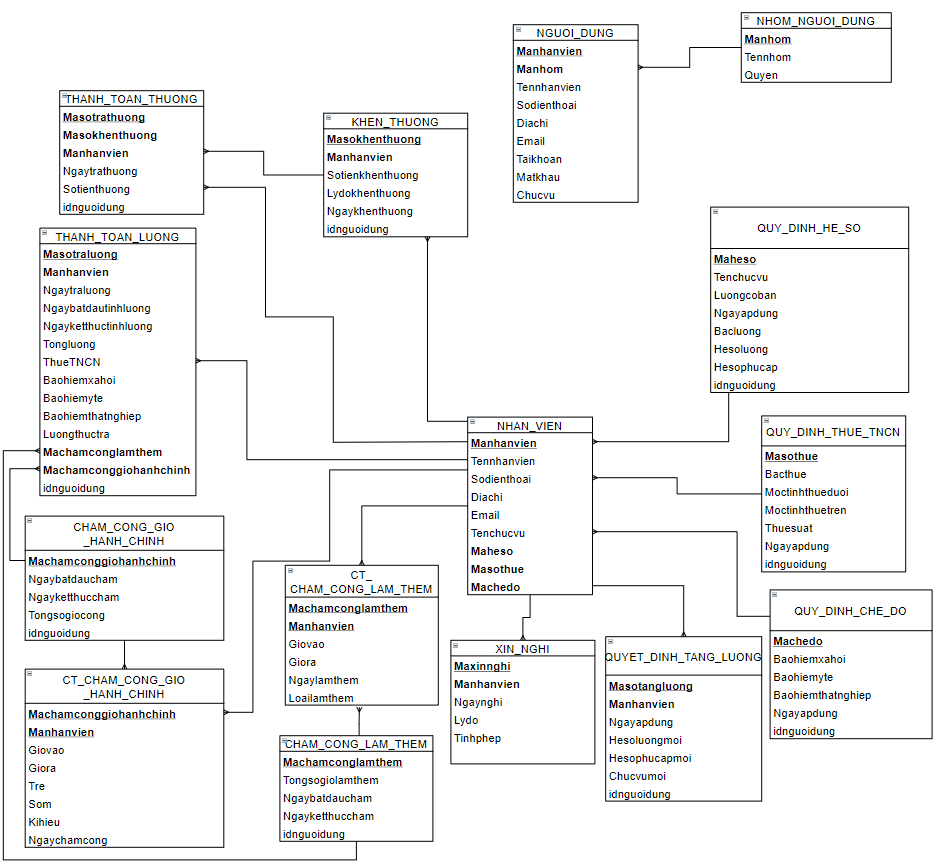 NHOM_NGUOI_DUNG
Manhom
Tennhom
Quyen
NGUOI_DUNG
Manhanvien
Manhom
Tennhanvien
Sodienthoai
Diachi
Email
Taikhoan
Matkhau
Chucvu
THANH_TOAN_THUONG
Masotrathuong
Masokhenthuong
Manhanvien
Ngaytrathuong
Sotienthuong
idnguoidung
KHEN_THUONG
Masokhenthuong
Manhanvien
Sotienkhenthuong
Lydokhenthuong
Ngaykhenthuong
idnguoidung
THANH_TOAN_LUONG
Masotraluong
Manhanvien
Ngaytraluong
Ngaybatdautinhluong
Ngayketthuctinhluong
Tongluong
ThueTNCN
Baohiemxahoi
Baohiemyte
Baohiemthatnghiep
Luongthuctra
Machamconglamthem
Machamconggiohanhchinh
idnguoidung
QUY_DINH_HE_SO
Maheso
Tenchucvu
Luongcoban
Ngayapdung
Bacluong
Hesoluong
Hesophucap
idnguoidung
NHAN_VIEN
Manhanvien
Tennhanvien
Sodienthoai
Diachi
Email
Tenchucvu
Maheso
Masothue
Machedo
QUY_DINH_THUE_TNCN
Masothue
Bacthue
Moctinhthueduoi
Moctinhthuetren
Thuesuat
Ngayapdung
idnguoidung
CHAM_CONG_GIO
_HANH_CHINH
Machamconggiohanhchinh
Ngaybatdaucham
Ngayketthuccham
Tongsogiocong
idnguoidung
CT_
CHAM_CONG_LAM_THEM
Machamconglamthem
Manhanvien
Giovao
Giora
Ngaylamthem
Loailamthem
QUY_DINH_CHE_DO
Machedo
Baohiemxahoi
Baohiemyte
Baohiemthatnghiep
Ngayapdung
idnguoidung
XIN_NGHI
Maxinnghi
Manhanvien
Ngaynghi
Lydo
Tinhphep
QUYET_DINH_TANG_LUONG
Masotangluong
Manhanvien
Ngayapdung
Hesoluongmoi
Hesophucapmoi
Chucvumoi
idnguoidung
CT_CHAM_CONG_GIO
_HANH_CHINH
Machamconggiohanhchinh
Manhanvien
Giovao
Giora
Tre
Som
Kihieu
Ngaychamcong
CHAM_CONG_LAM_THEM
Machamconglamthem
Tongsogiolamthem
Ngaybatdaucham
Ngayketthuccham
idnguoidung